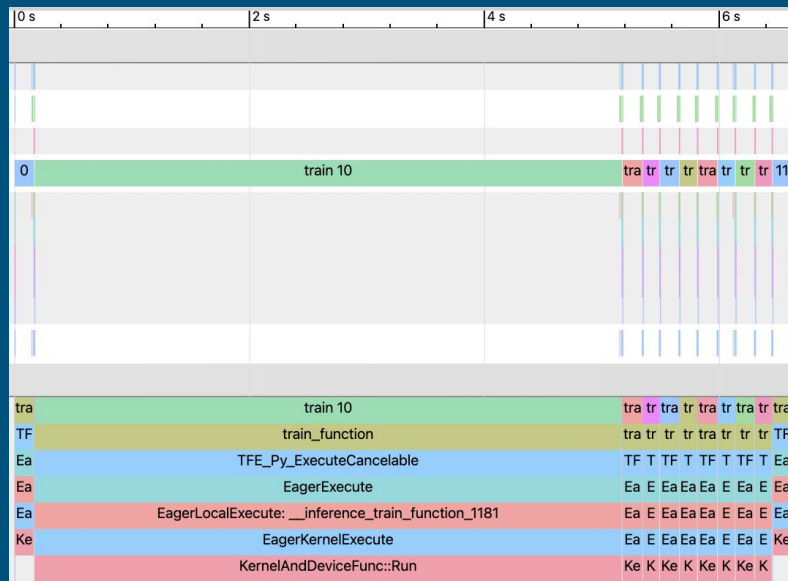 0 s 2 s 4 s 6 s
0 train 10 tra tr tr tr tra tr tr tr 11
tra train 10 tra tr tra tr tra tr tra tr tra
TF train_function tra tr tr tr tra tr tr tr TF
Ea TFE_Py_ExecuteCancelable TF T TF T TF T TF T Ea
Ea EagerExecute Ea E Ea Ea Ea E Ea E Ea
Ea EagerLocalExecute: __inference_train_function_1181 Ea E Ea Ea Ea E Ea E Ea
Ke EagerKernelExecute Ea E Ea Ea Ea E Ea E Ke
KernelAndDeviceFunc::Run Ke K Ke K Ke K Ke K